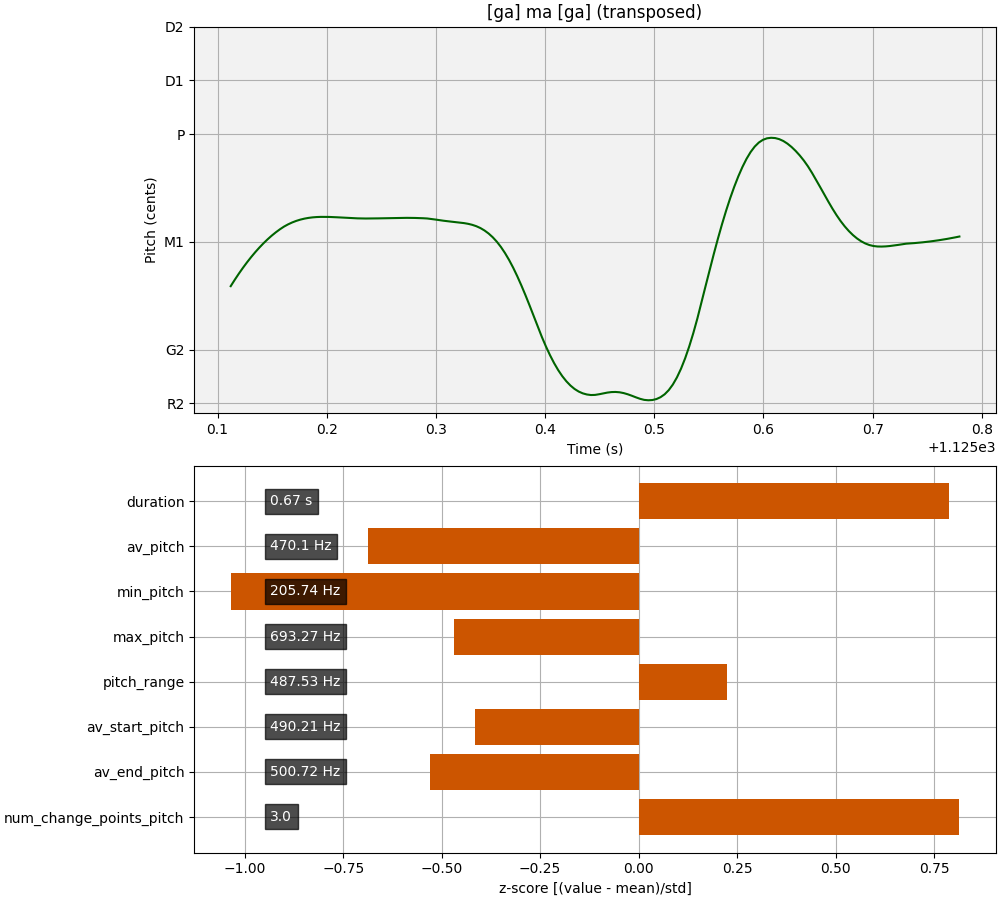 [ga] ma [ga] (transposed)
D2
D1
P
M1
G2
R2
Pitch (cents)
0.1 0.2 0.3 0.4 0.5 0.6 0.7 0.8
Time (s)
+1.125e3
duration 0.67 s
av_pitch 470.1 Hz
min_pitch 205.74 Hz
max_pitch 693.27 Hz
pitch_range 487.53 Hz
av_start_pitch 490.21 Hz
av_end_pitch 500.72 Hz
num_change_points_pitch 3.0
−1.00 −0.75 −0.50 −0.25 0.00 0.25 0.50 0.75
z-score [(value - mean)/std]